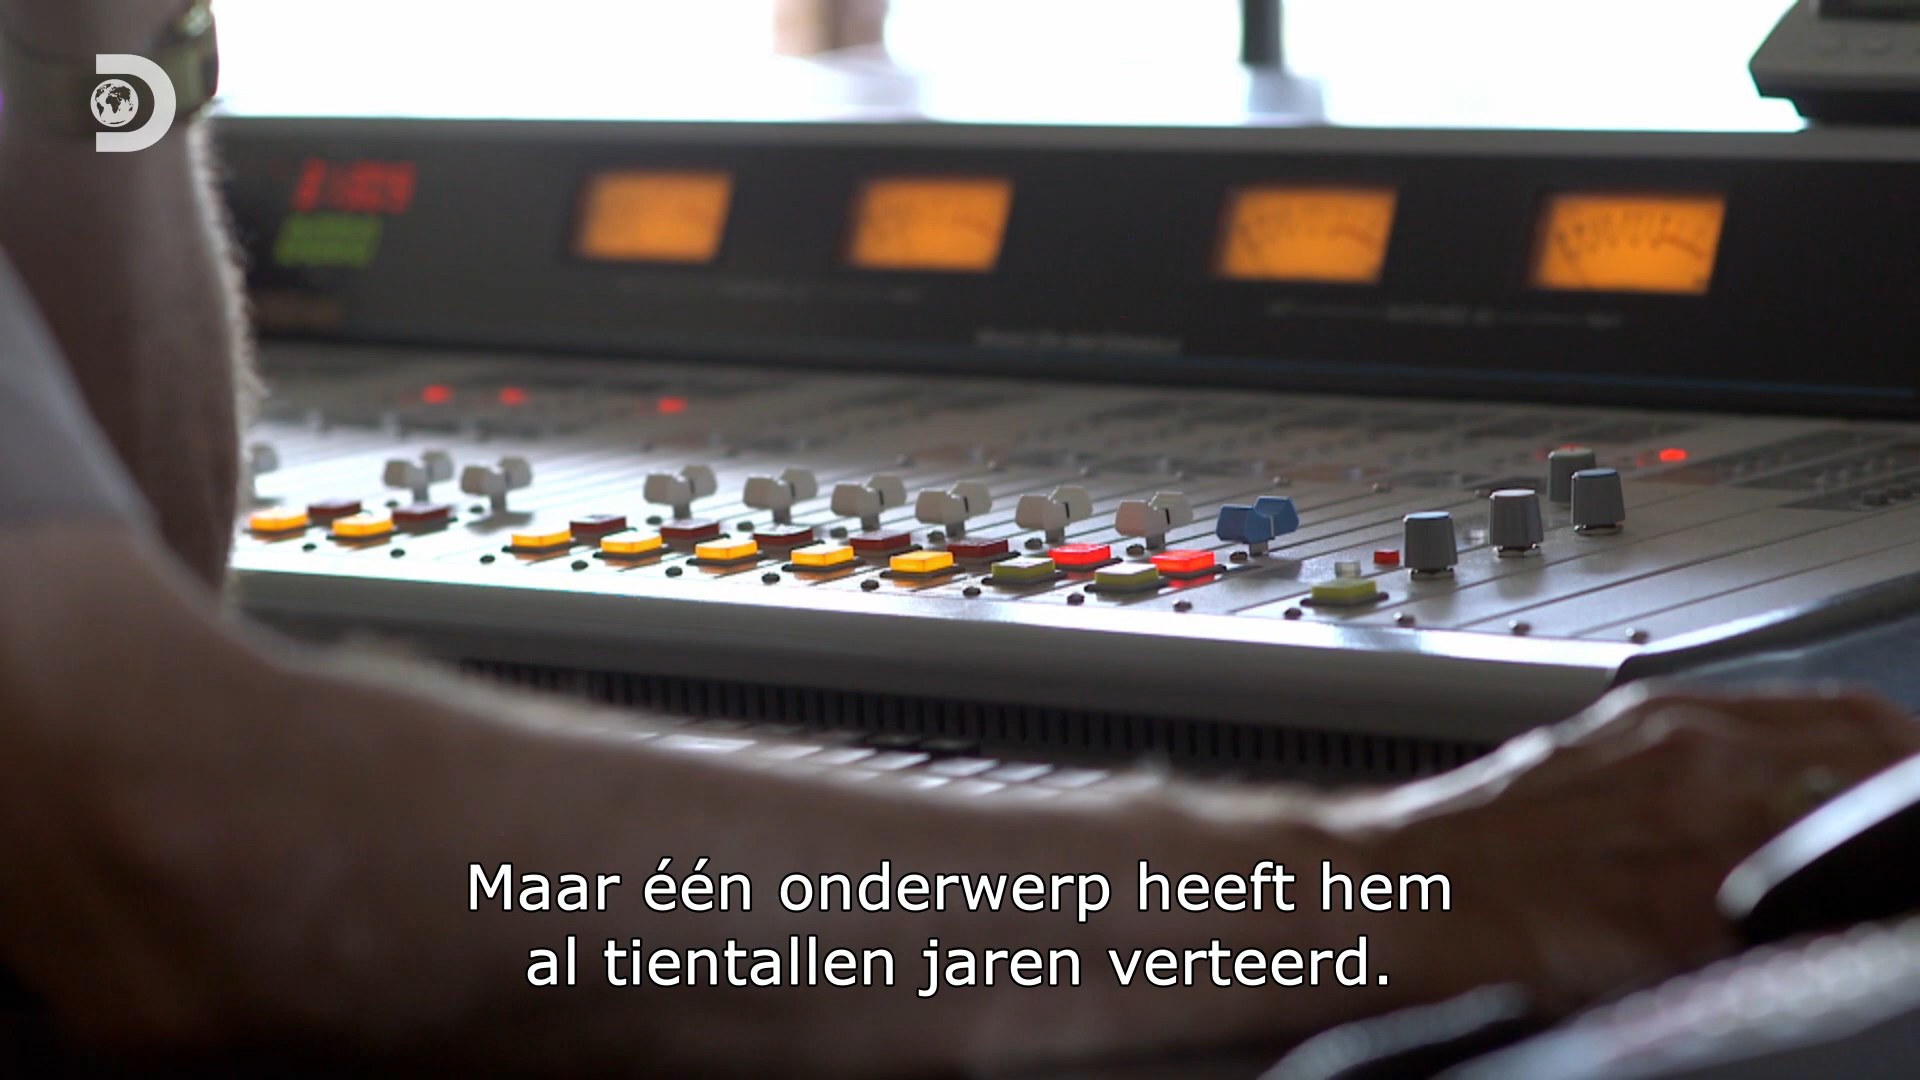 Maar één onderwerp heeft hem
al tientallen jaren verteerd.